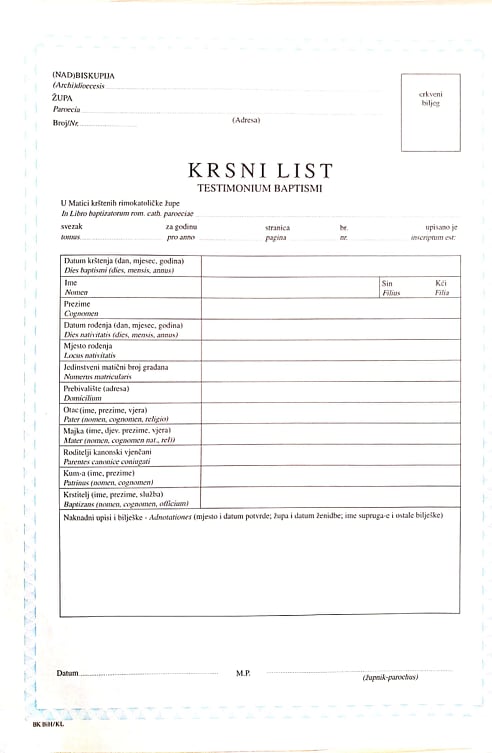 (NAD)BISKUPIJA
(Archi)dioecesis
ŽUPA
Paroecia
Broj/Nr.
(Adresa)
crkveni
biljeg
KRSNI LIST
TESTIMONIUM BAPTISMI
U Matici krštenih rimokatoličke župe
In Libro baptizatorum rom. cath. paroeciae
svezak za godinu stranica br. upisano je
tomus pro anno pagina nr. inscriptum est:
Datum krštenja (dan, mjesec, godina)
Dies baptismi (dies, mensis, annus)
Ime Sin Kći
Nomen Filius Filia
Prezime
Cognomen
Datum rođenja (dan, mjesec, godina)
Dies nativitatis (dies, mensis, annus)
Mjesto rođenja
Locus nativitatis
Jedinstveni matični broj građana
Numerus matricularis
Prebivalište (adresa)
Domicilium
Otac (ime, prezime, vjera)
Pater (nomen, cognomen, religio)
Majka (ime, djev. prezime, vjera)
Mater (nomen, cognomen nat., reli)
Roditelji kanonski vjenčani
Parentes canonice coniugati
Kum-a (ime, prezime)
Patrinus (nomen, cognomen)
Krstitelj (ime, prezime, služba)
Baptizans (nomen, cognomen, officium)
Naknadni upisi i bilješke - Adnotationes (mjesto i datum potvrde; župa i datum ženidbe; ime supruga-e i ostale bilješke)
Datum M.P.
(župnik-parochus)
BK BiH/KL